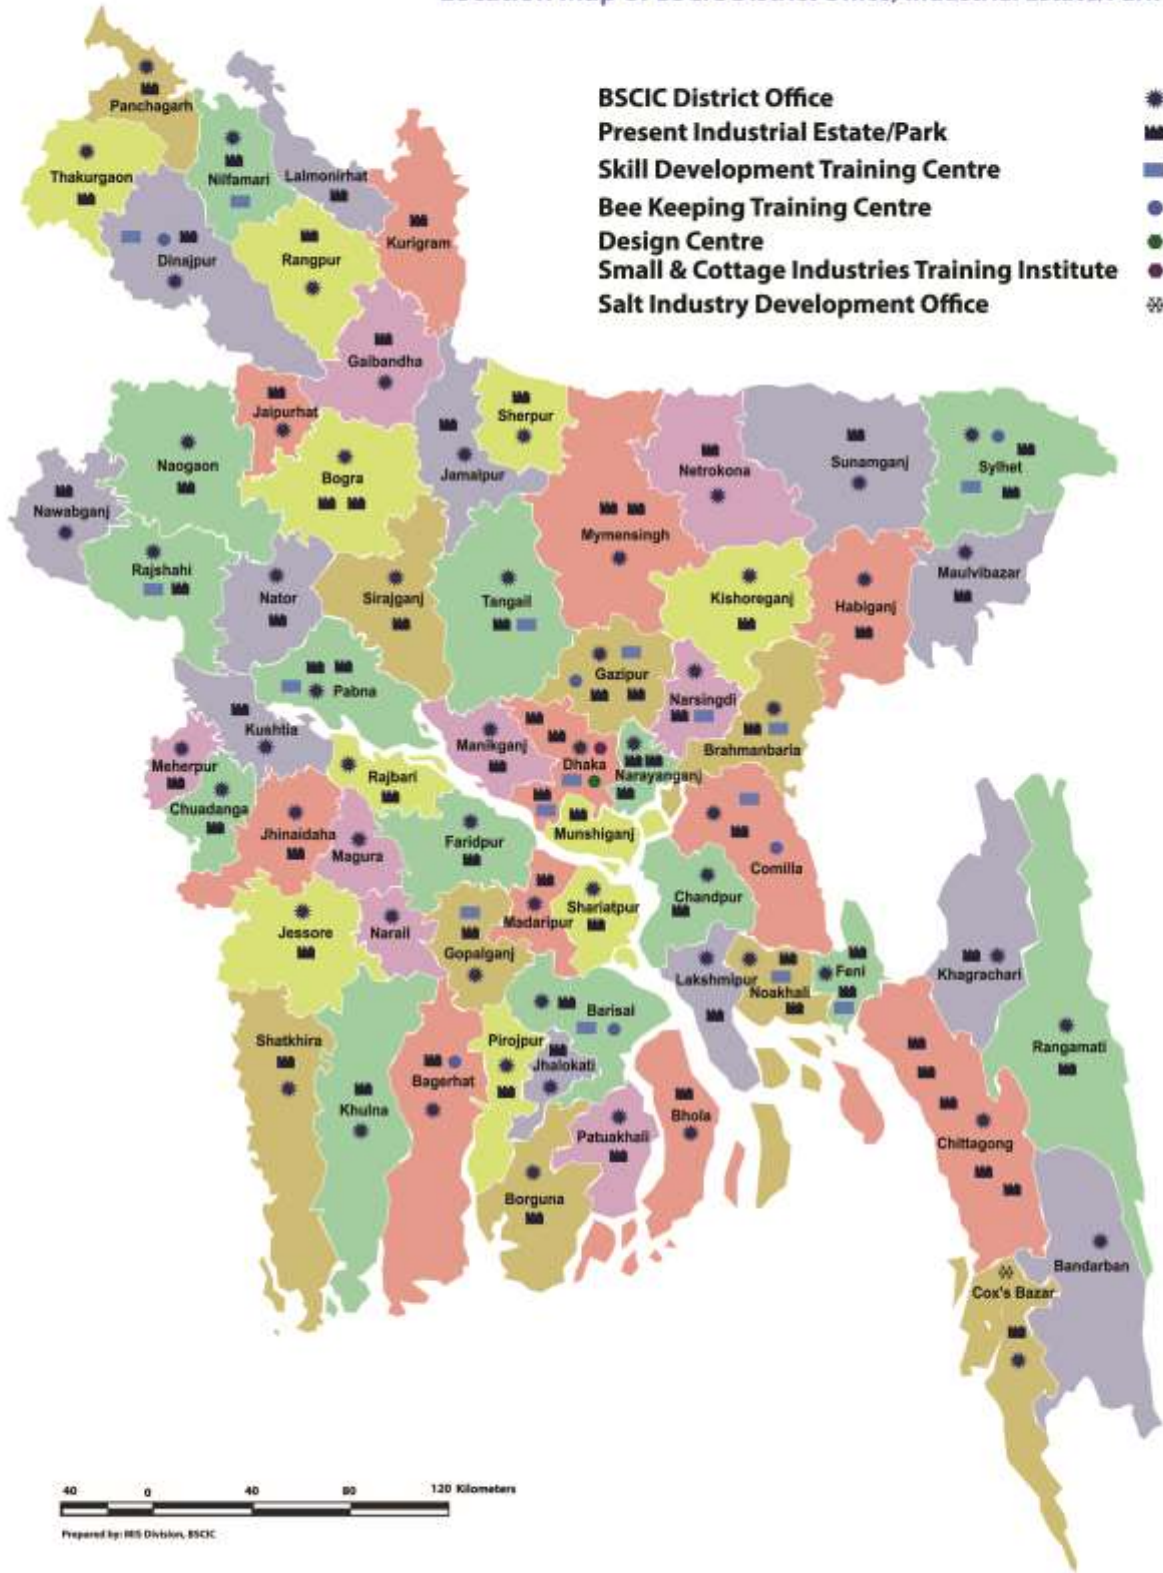 BSCIC District Office
Present Industrial Estate/Park
Skill Development Training Centre
Bee Keeping Training Centre
Design Centre
Small & Cottage Industries Training Institute
Salt Industry Development Office
Panchagarh
Thakurgaon
Nilfamari
Lalmonirhat
Kurigram
Dinajpur
Rangpur
Gaibandha
Jaipurhat
Sherpur
Naogaon
Bogra
Jamalpur
Netrokona
Sunamganj
Sylhet
Nawabganj
Mymensingh
Rajshahi
Nator
Sirajganj
Tangail
Kishoreganj
Habiganj
Maulvibazar
Pabna
Gazipur
Narsingdi
Kushtia
Manikganj
Dhaka
Brahmanbaria
Meherpur
Rajbari
Narayanganj
Chuadanga
Jhinaidaha
Magura
Faridpur
Munshiganj
Comilla
Chandpur
Jessore
Narail
Gopalganj
Madaripur
Shariatpur
Lakshmipur
Noakhali
Feni
Khagrachari
Barisal
Shatkhira
Pirojpur
Jhalokati
Rangamati
Bagerhat
Khulna
Patuakhali
Bhola
Chittagong
Borguna
Bandarban
Cox's Bazar
40 0 40 80 120 Kilometers
Prepared by: MIS Division, BSCIC